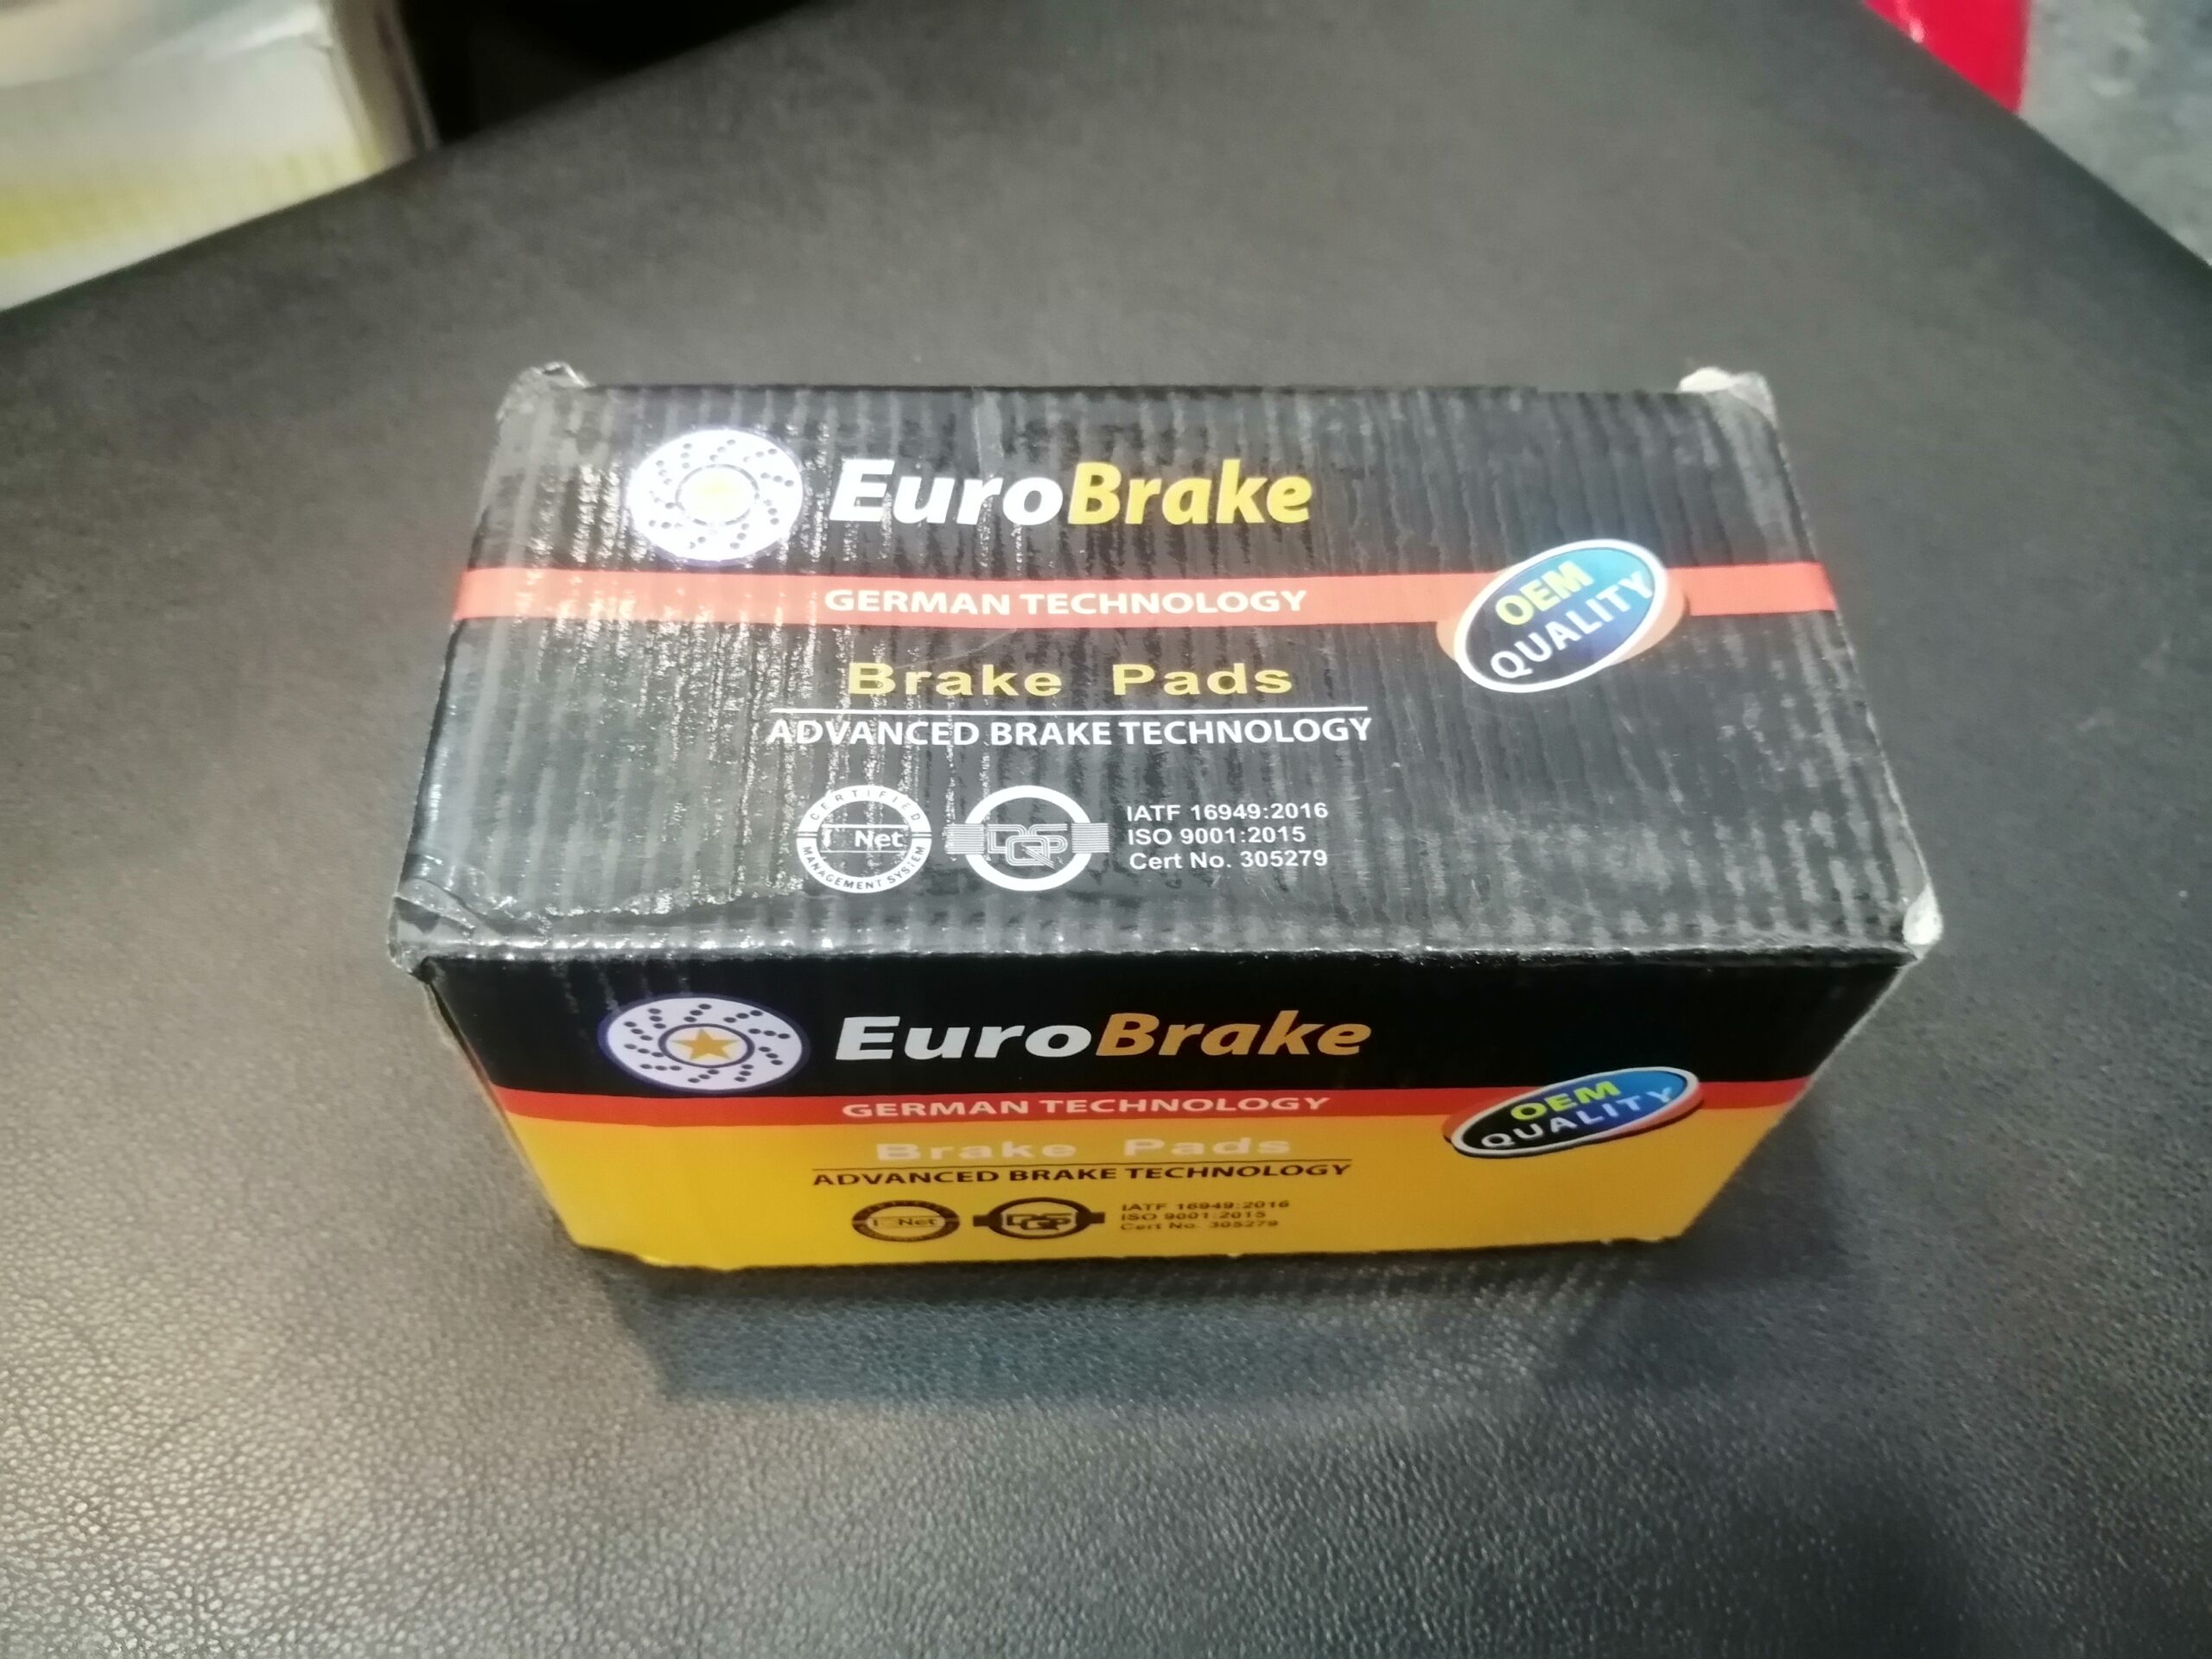 EuroBrake
GERMAN TECHNOLOGY
OEM
QUALITY
Brake Pads
ADVANCED BRAKE TECHNOLOGY
CERTIFIED
Net
MANAGEMENT SYSTEM
DQS
IATF 16949:2016
ISO 9001:2015
Cert No. 305279
EuroBrake
GERMAN TECHNOLOGY
OEM
QUALITY
Brake Pads
ADVANCED BRAKE TECHNOLOGY
Net
DQS
IATF 16949:2016
ISO 9001:2015
Cert No. 305279